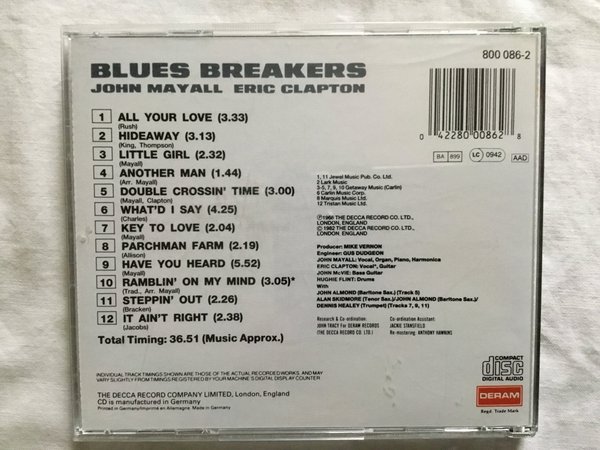 800 086-2
BLUES BREAKERS
JOHN MAYALL ERIC CLAPTON
0 42280 00862 8
BA 899
LC 0942
AAD
1 ALL YOUR LOVE (3.33)
(Rush)
2 HIDEAWAY (3.13)
(King, Thompson)
3 LITTLE GIRL (2.32)
(Mayall)
4 ANOTHER MAN (1.44)
(Arr. Mayall)
5 DOUBLE CROSSIN' TIME (3.00)
(Mayall, Clapton)
6 WHAT'D I SAY (4.25)
(Charles)
7 KEY TO LOVE (2.04)
(Mayall)
8 PARCHMAN FARM (2.19)
(Allison)
9 HAVE YOU HEARD (5.52)
(Mayall)
10 RAMBLIN' ON MY MIND (3.05)*
(Trad., Arr. Mayall)
11 STEPPIN' OUT (2.26)
(Bracken)
12 IT AIN'T RIGHT (2.38)
(Jacobs)
Total Timing: 36.51 (Music Approx.)
1, 11 Jewel Music Pub. Co. Ltd.
2 Lark Music
3-5, 7, 9, 10 Getaway Music (Carlin)
6 Carlin Music Corp.
8 Marquis Music Ltd.
12 Tristan Music Ltd.
℗1966 THE DECCA RECORD CO. LTD.,
LONDON, ENGLAND
©1982 THE DECCA RECORD CO. LTD.,
LONDON, ENGLAND
Producer: MIKE VERNON
Engineer: GUS DUDGEON
JOHN MAYALL: Vocal, Organ, Piano, Harmonica
ERIC CLAPTON: Vocal*, Guitar
JOHN McVIE: Bass Guitar
HUGHIE FLINT: Drums
With
JOHN ALMOND (Baritone Sax.) (Track 5)
ALAN SKIDMORE (Tenor Sax.)/JOHN ALMOND (Baritone Sax.)/
DENNIS HEALEY (Trumpet) (Tracks 7, 9, 11)
Research & Co-ordination:
JOHN TRACY For DERAM RECORDS
(THE DECCA RECORD CO. LTD.)
Co-ordination Assistant:
JACKIE STANSFIELD
Re-mastering: ANTHONY HAWKINS
INDIVIDUAL TRACK TIMINGS SHOWN ARE THOSE OF THE ACTUAL RECORDED WORKS, AND MAY
VARY SLIGHTLY FROM TIMINGS REGISTERED BY YOUR MACHINE'S DIGITAL DISPLAY COUNTER
THE DECCA RECORD COMPANY LIMITED, London, England
CD is manufactured in Germany
Printed in Germany/Imprimé en Allemagne Made in Germany
COMPACT
disc
DIGITAL AUDIO
DERAM
Regd. Trade Mark